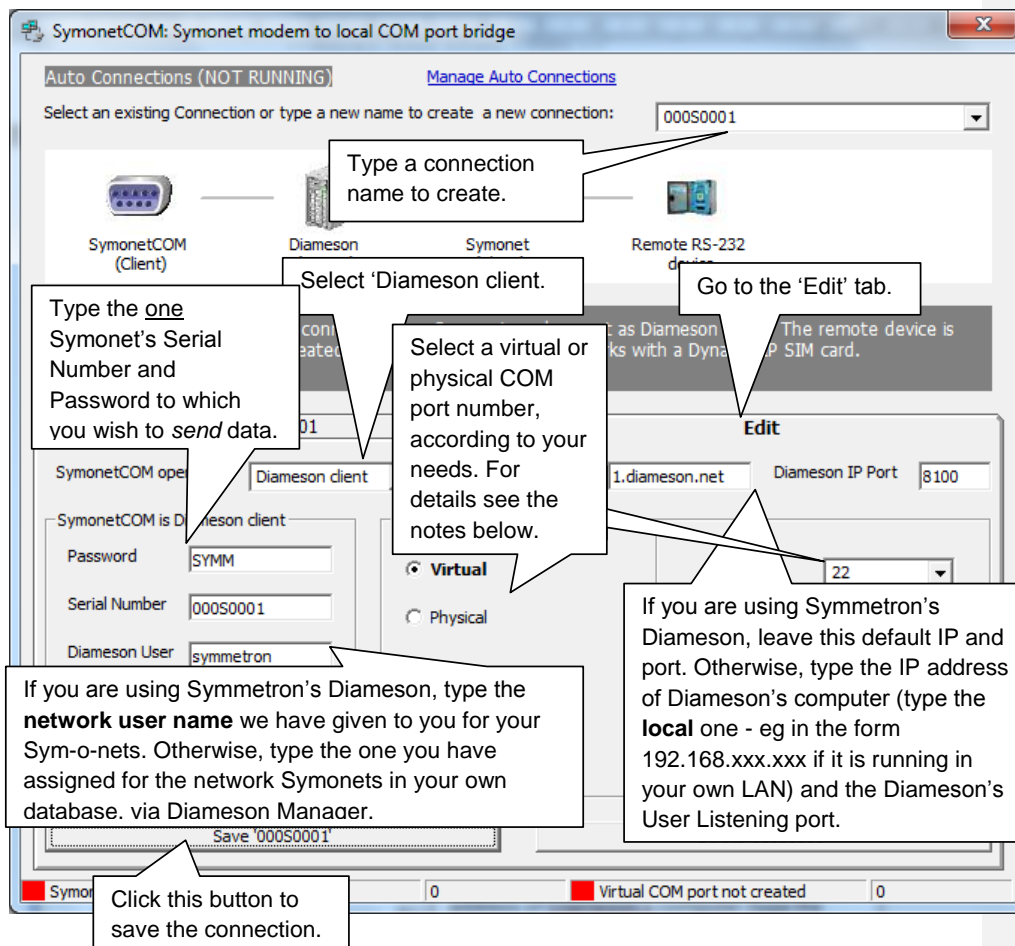 SymonetCOM: Symonet modem to local COM port bridge
Auto Connections (NOT RUNNING)
Manage Auto Connections
Select an existing Connection or type a new name to create a new connection:
000S0001
Type a connection
name to create.
SymonetCOM
(Client)
Diameson
Symonet
Remote RS-232
Select 'Diameson client.
Go to the 'Edit' tab.
Type the one
Symonet's Serial
Number and
Password to which
you wish to send data.
as Diameson
The remote device is
with a
SIM card.
Select a virtual or
physical COM
port number,
according to your
needs. For
details see the
notes below.
Edit
SymonetCOM
Diameson client
1.diameson.net
Diameson IP Port
8100
SymonetCOM is
client
Password
SYMM
Virtual
22
Serial Number
000S0001
Physical
Diameson User
symmetron
If you are using Symmetron's
Diameson, leave this default IP and
port. Otherwise, type the IP address
of Diameson's computer (type the
local one - eg in the form
192.168.xxx.xxx if it is running in
your own LAN) and the Diameson's
User Listening port.
If you are using Symmetron's Diameson, type the
network user name we have given to you for your
Sym-o-nets. Otherwise, type the one you have
assigned for the network Symonets in your own
database, via Diameson Manager.
Save '000S0001'
0
Virtual COM port not created
0
Click this button to
save the connection.